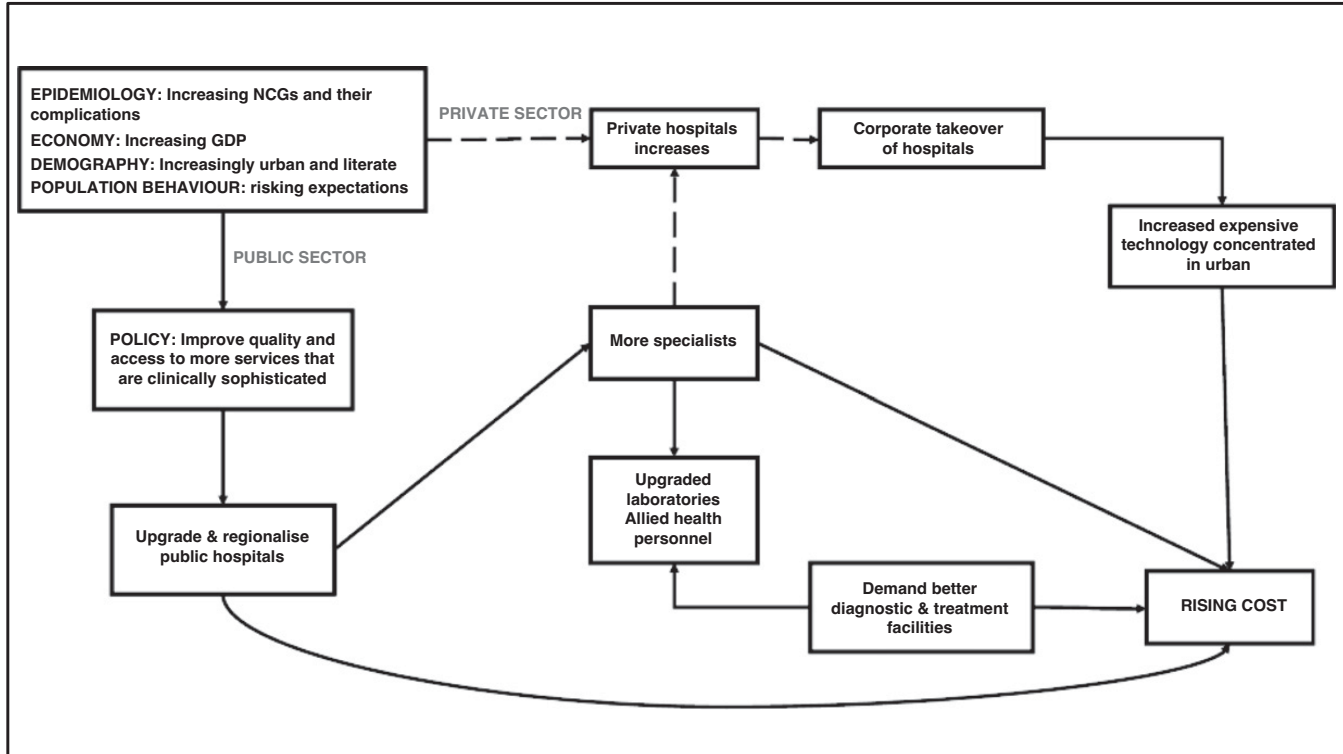 EPIDEMIOLOGY: Increasing NCGs and their
complications
ECONOMY: Increasing GDP
DEMOGRAPHY: Increasingly urban and literate
POPULATION BEHAVIOUR: risking expectations
PRIVATE SECTOR
Private hospitals
increases
Corporate takeover
of hospitals
Increased expensive
technology concentrated
in urban
PUBLIC SECTOR
POLICY: Improve quality and
access to more services that
are clinically sophisticated
More specialists
Upgrade & regionalise
public hospitals
Upgraded
laboratories
Allied health
personnel
Demand better
diagnostic & treatment
facilities
RISING COST